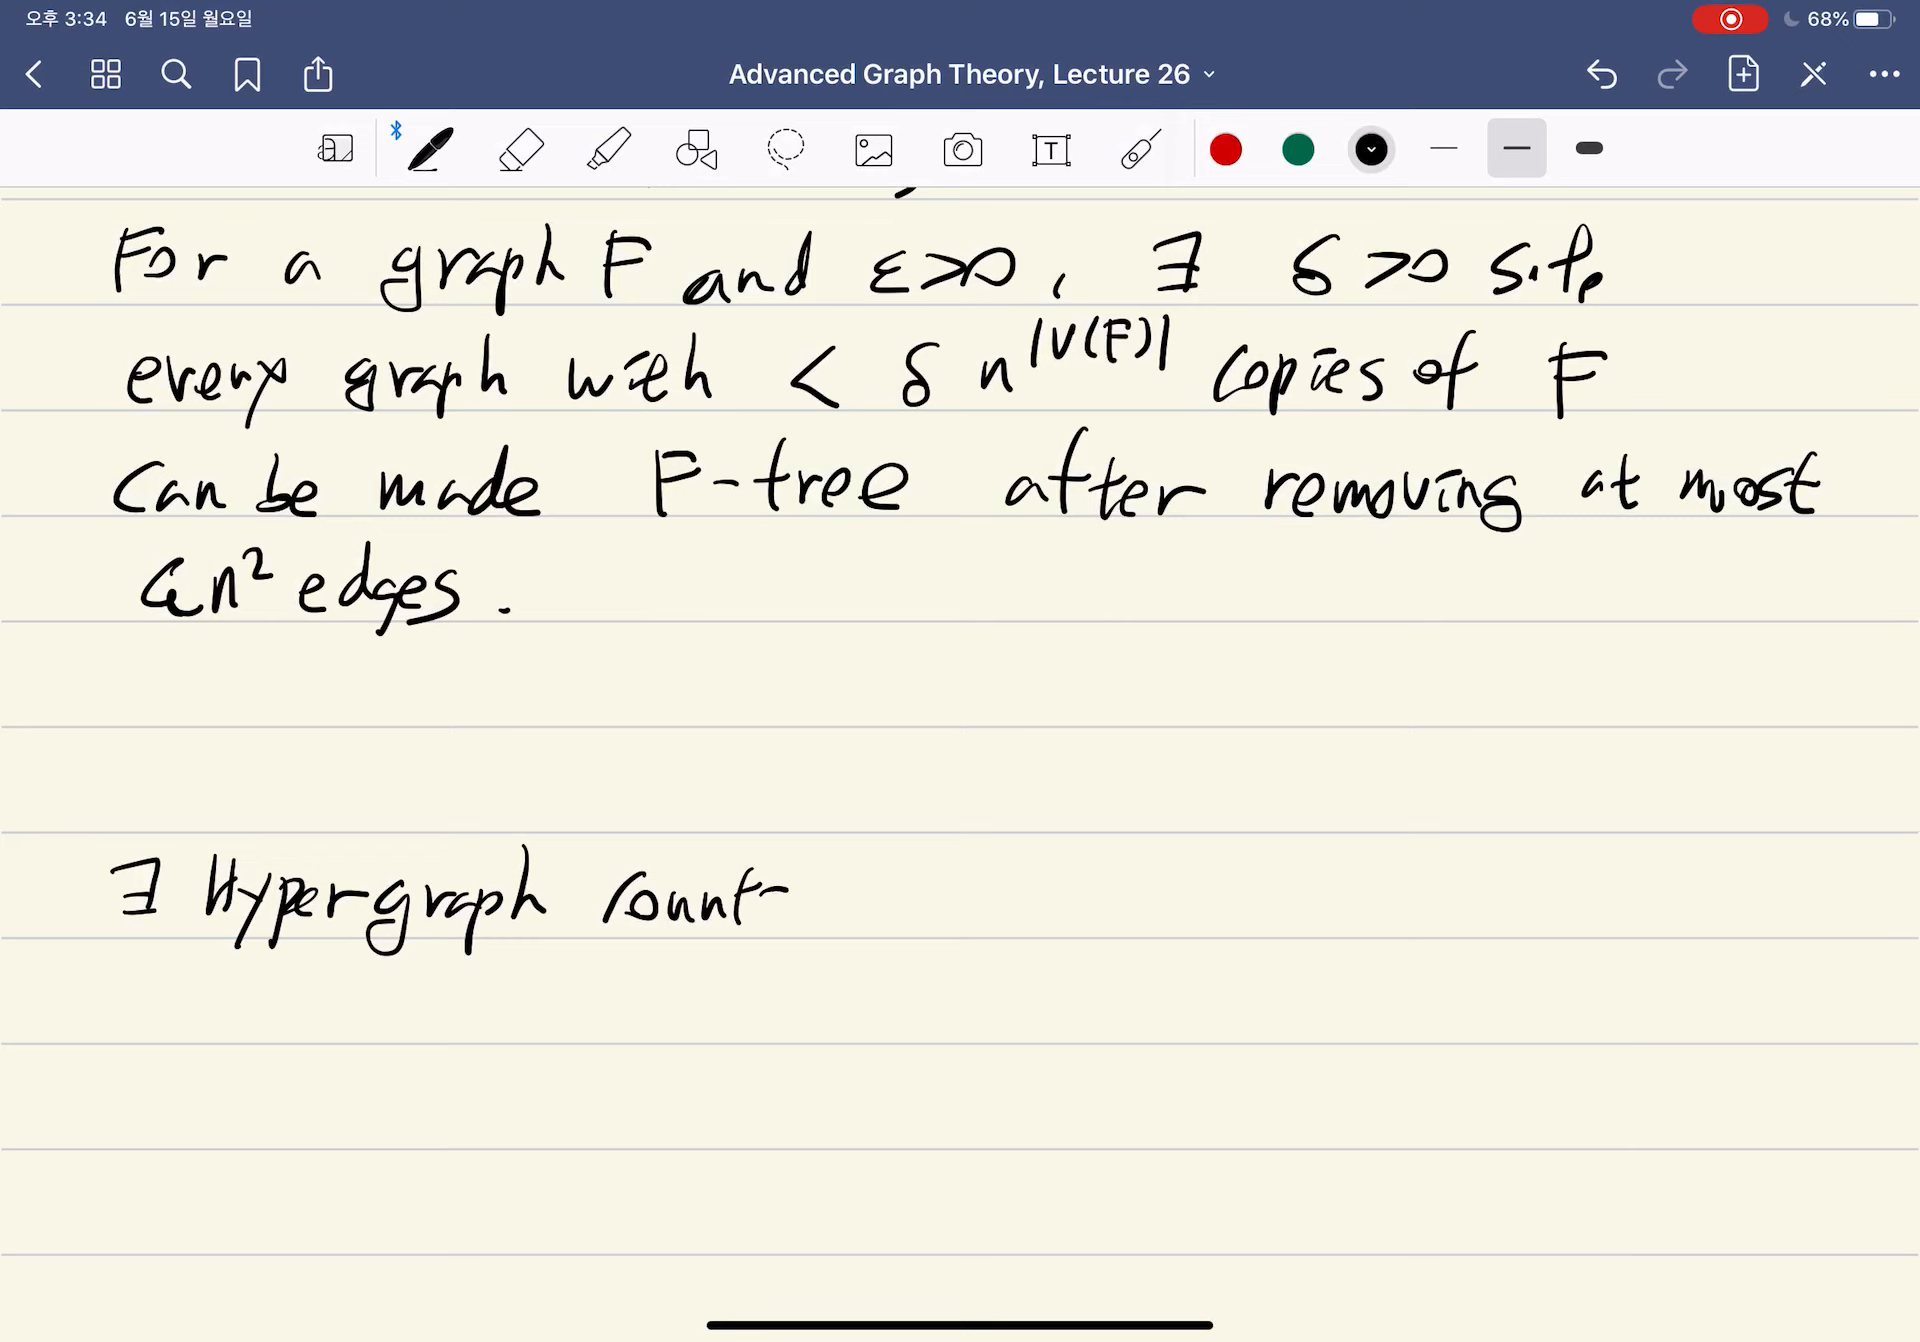 오후 3:34 6월 15일 월요일 68%
Advanced Graph Theory, Lecture 26
For a graph F and ε>0, ∃ δ>0 s.t.
every graph with < δ n^|V(F)| copies of F
can be made F-free after removing at most
εn² edges.
∃ Hypergraph count